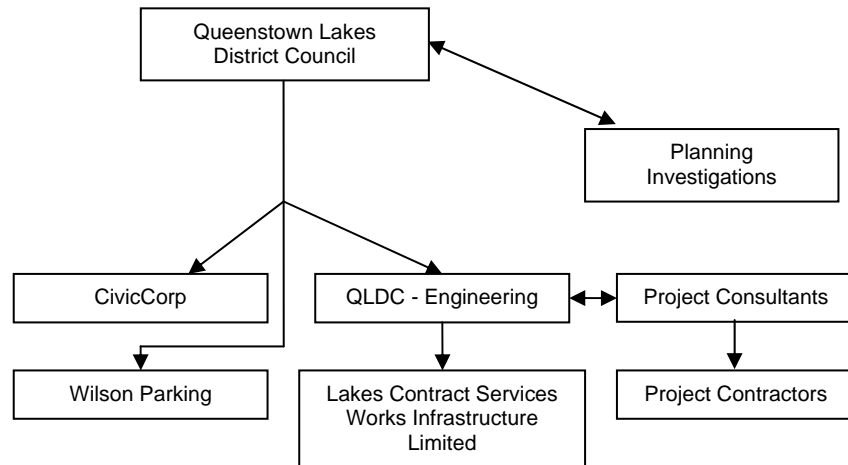 Queenstown Lakes
District Council
Planning
Investigations
CivicCorp
QLDC - Engineering
Project Consultants
Wilson Parking
Lakes Contract Services
Works Infrastructure
Limited
Project Contractors